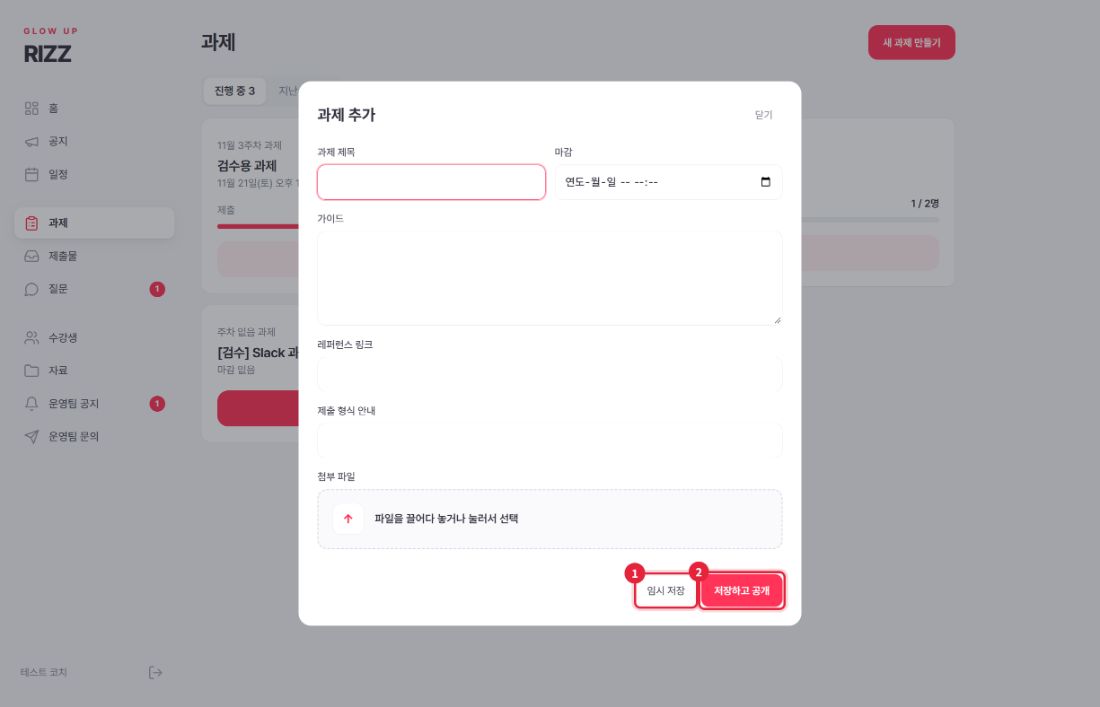 GLOW UP
RIZZ
홈
공지
일정
과제
제출물
질문
1
수강생
자료
운영팀 공지
1
운영팀 문의
테스트 코치
과제
새 과제 만들기
진행 중 3
지난
11월 3주차 과제
검수용 과제
11월 21일(토) 오후 1
제출
1 / 2명
주차 없음 과제
[검수] Slack 과
마감 없음
과제 추가
닫기
과제 제목
마감
연도-월-일 -- --:--
가이드
레퍼런스 링크
제출 형식 안내
첨부 파일
파일을 끌어다 놓거나 눌러서 선택
1
임시 저장
2
저장하고 공개